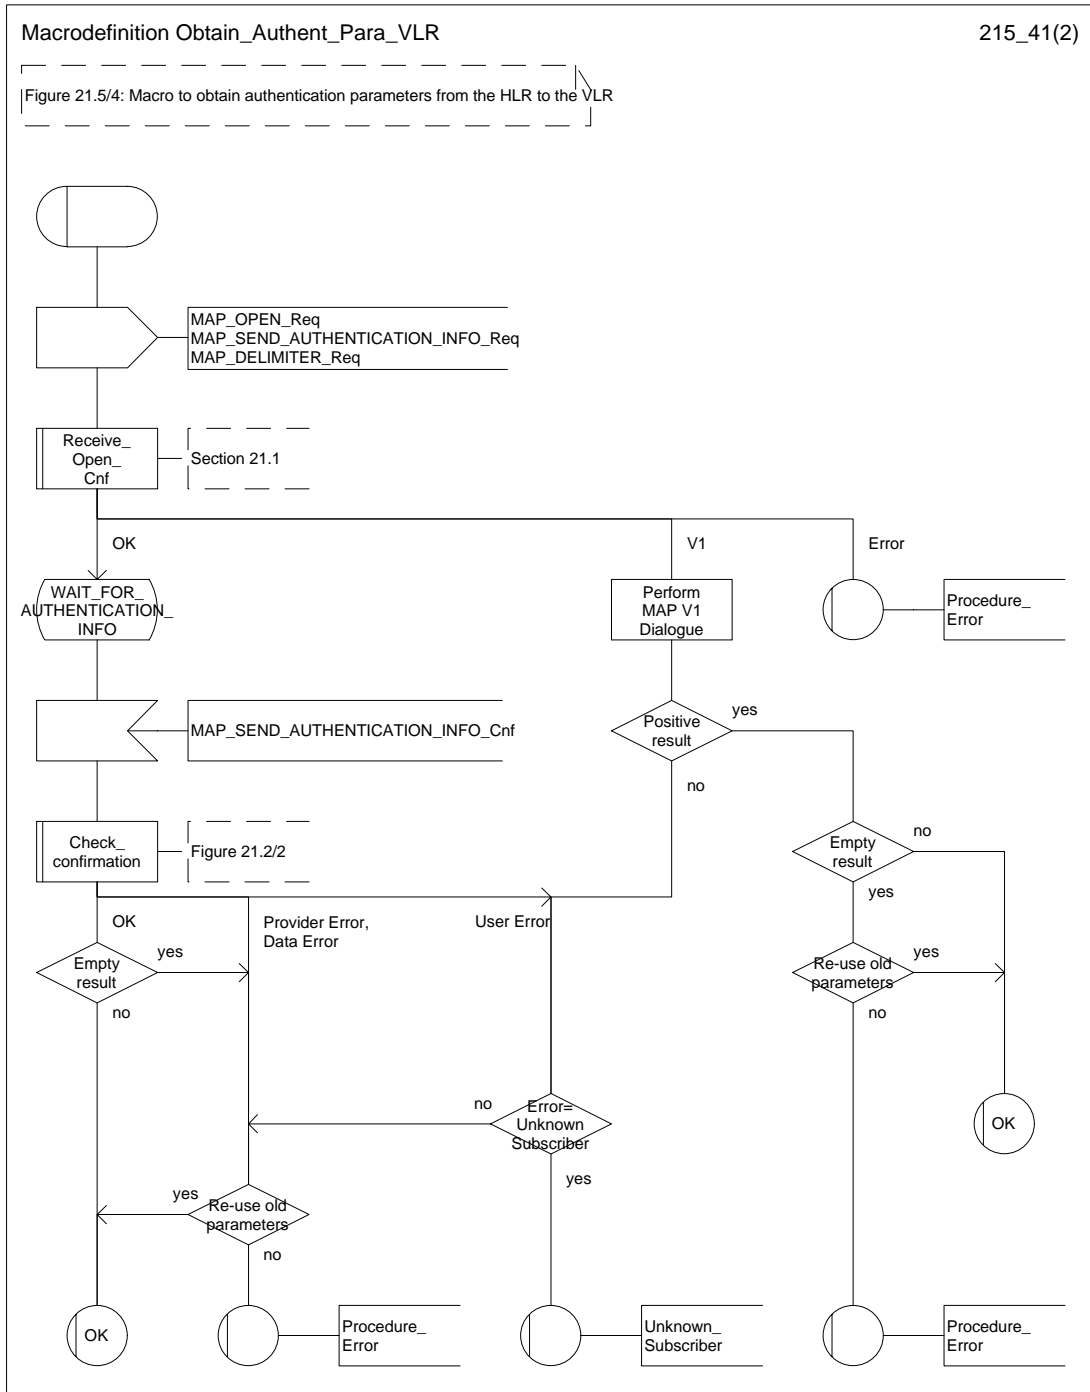 Macrodefinition Obtain_Authent_Para_VLR
215_41(2)
Figure 21.5/4: Macro to obtain authentication parameters from the HLR to the VLR
MAP_OPEN_Req
MAP_SEND_AUTHENTICATION_INFO_Req
MAP_DELIMITER_Req
Receive_
Open_
Cnf
Section 21.1
OK
V1
Error
WAIT_FOR_
AUTHENTICATION_
INFO
Perform
MAP V1
Dialogue
Procedure_
Error
MAP_SEND_AUTHENTICATION_INFO_Cnf
Positive
result
yes
no
Check_
confirmation
Figure 21.2/2
Empty
result
no
yes
OK
Provider Error,
Data Error
User Error
Empty
result
yes
no
Re-use old
parameters
yes
no
Error=
Unknown
Subscriber
no
yes
OK
Re-use old
parameters
yes
no
OK
Procedure_
Error
Unknown_
Subscriber
Procedure_
Error